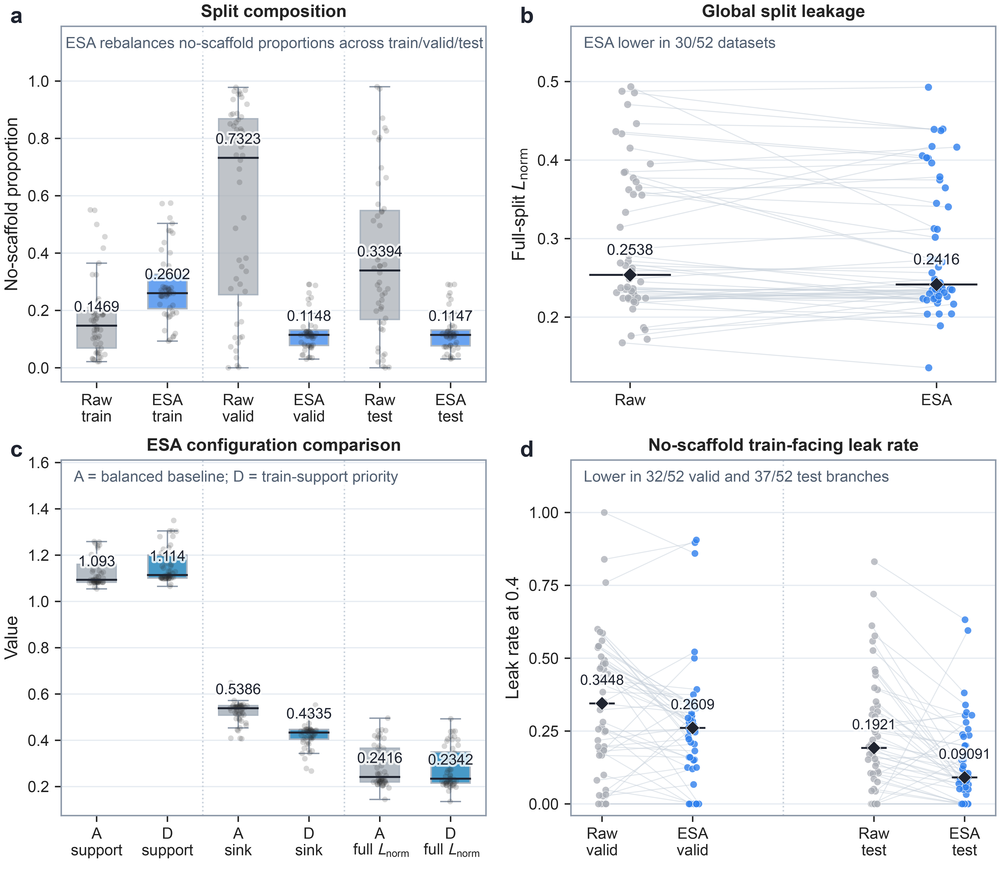 a
Split composition
ESA rebalances no-scaffold proportions across train/valid/test
No-scaffold proportion
1.0
0.8
0.6
0.4
0.2
0.0
0.1469
0.2602
0.7323
0.1148
0.3394
0.1147
Raw train
ESA train
Raw valid
ESA valid
Raw test
ESA test
b
Global split leakage
ESA lower in 30/52 datasets
Full-split Lnorm
0.5
0.4
0.3
0.2
0.2538
0.2416
Raw
ESA
c
ESA configuration comparison
A = balanced baseline; D = train-support priority
Value
1.6
1.4
1.2
1.0
0.8
0.6
0.4
0.2
1.093
1.114
0.5386
0.4335
0.2416
0.2342
A support
D support
A sink
D sink
A full Lnorm
D full Lnorm
d
No-scaffold train-facing leak rate
Lower in 32/52 valid and 37/52 test branches
Leak rate at 0.4
1.00
0.75
0.50
0.25
0.00
0.3448
0.2609
0.1921
0.09091
Raw valid
ESA valid
Raw test
ESA test